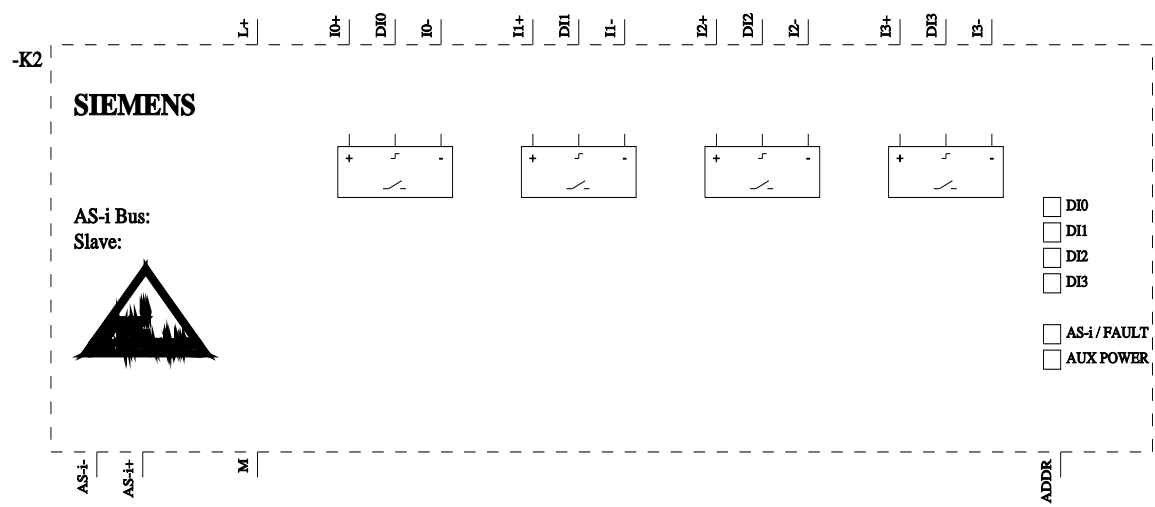 L+ I0+ DI0 I0- I1+ DI1 I1- I2+ DI2 I2- I3+ DI3 I3-
-K2
SIEMENS
+ - + - + - + -
AS-i Bus:
Slave:
DI0
DI1
DI2
DI3
AS-i / FAULT
AUX POWER
AS-i- AS-i+ M ADDR